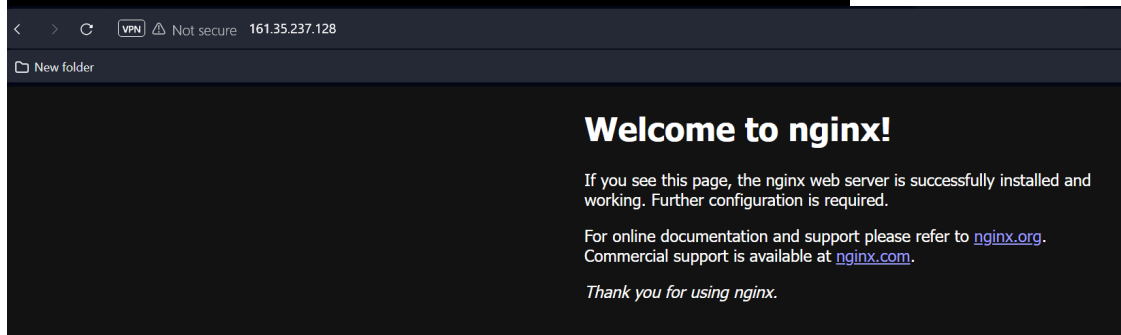 VPN Not secure 161.35.237.128
New folder
Welcome to nginx!
If you see this page, the nginx web server is successfully installed and
working. Further configuration is required.
For online documentation and support please refer to nginx.org.
Commercial support is available at nginx.com.
Thank you for using nginx.